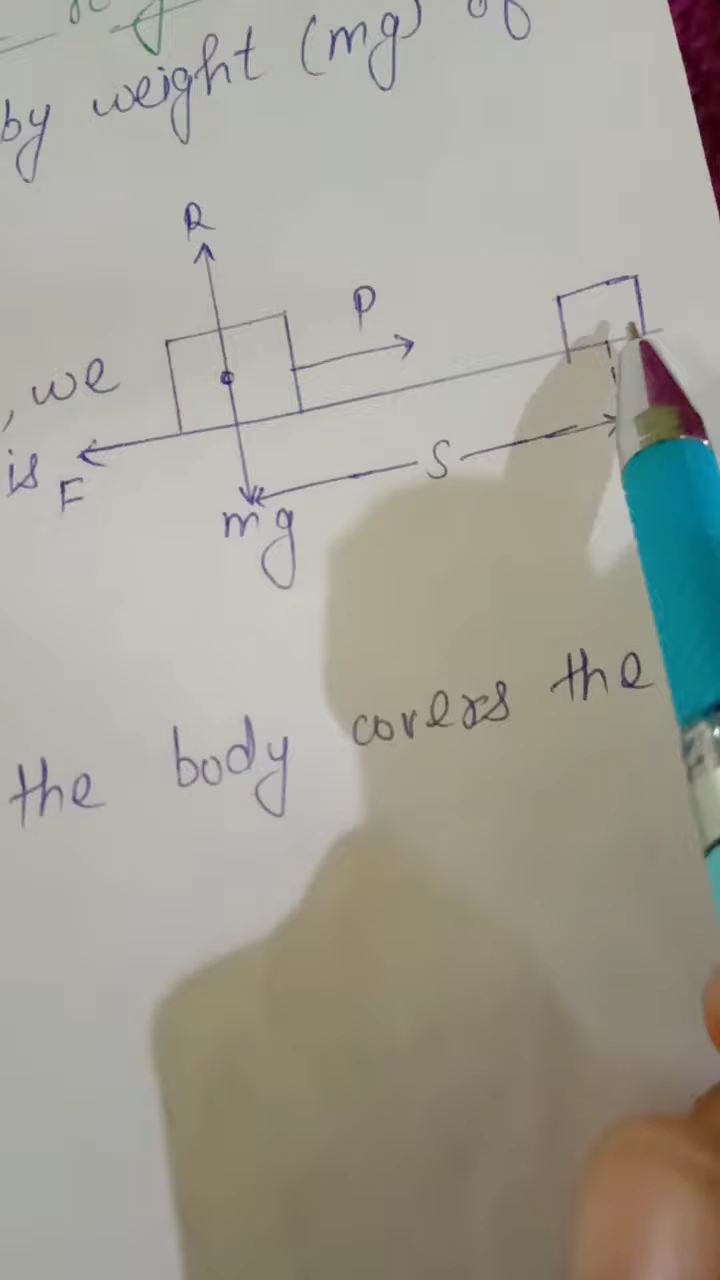 by weight (mg) of
R
P
, we
is
F
S
mg
the body covers the